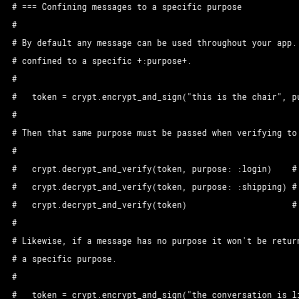 # === Confining messages to a specific purpose
#
# By default any message can be used throughout your app.
# confined to a specific +:purpose+.
#
#   token = crypt.encrypt_and_sign("this is the chair",
#
# Then that same purpose must be passed when verifying to
#
#   crypt.decrypt_and_verify(token, purpose: :login)    #
#   crypt.decrypt_and_verify(token, purpose: :shipping) #
#   crypt.decrypt_and_verify(token)                     #
#
# Likewise, if a message has no purpose it won't be
# a specific purpose.
#
#   token = crypt.encrypt_and_sign("the conversation is